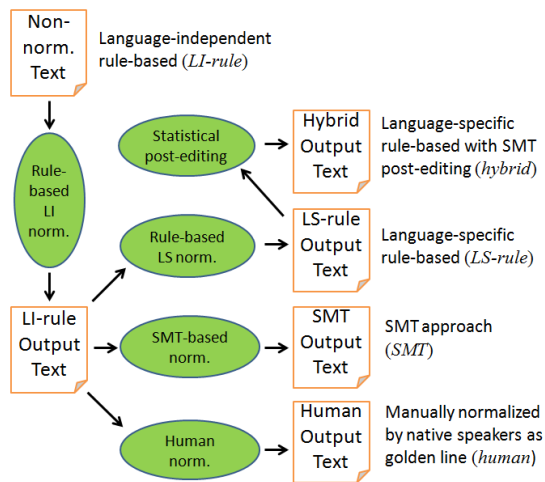 Non-
norm.
Text
Language-independent
rule-based (LI-rule)
Rule-
based
LI
norm.
Statistical
post-editing
Hybrid
Output
Text
Language-specific
rule-based with SMT
post-editing (hybrid)
Rule-based
LS norm.
LS-rule
Output
Text
Language-specific
rule-based (LS-rule)
LI-rule
Output
Text
SMT-based
norm.
SMT
Output
Text
SMT approach
(SMT)
Human
norm.
Human
Output
Text
Manually normalized
by native speakers as
golden line (human)